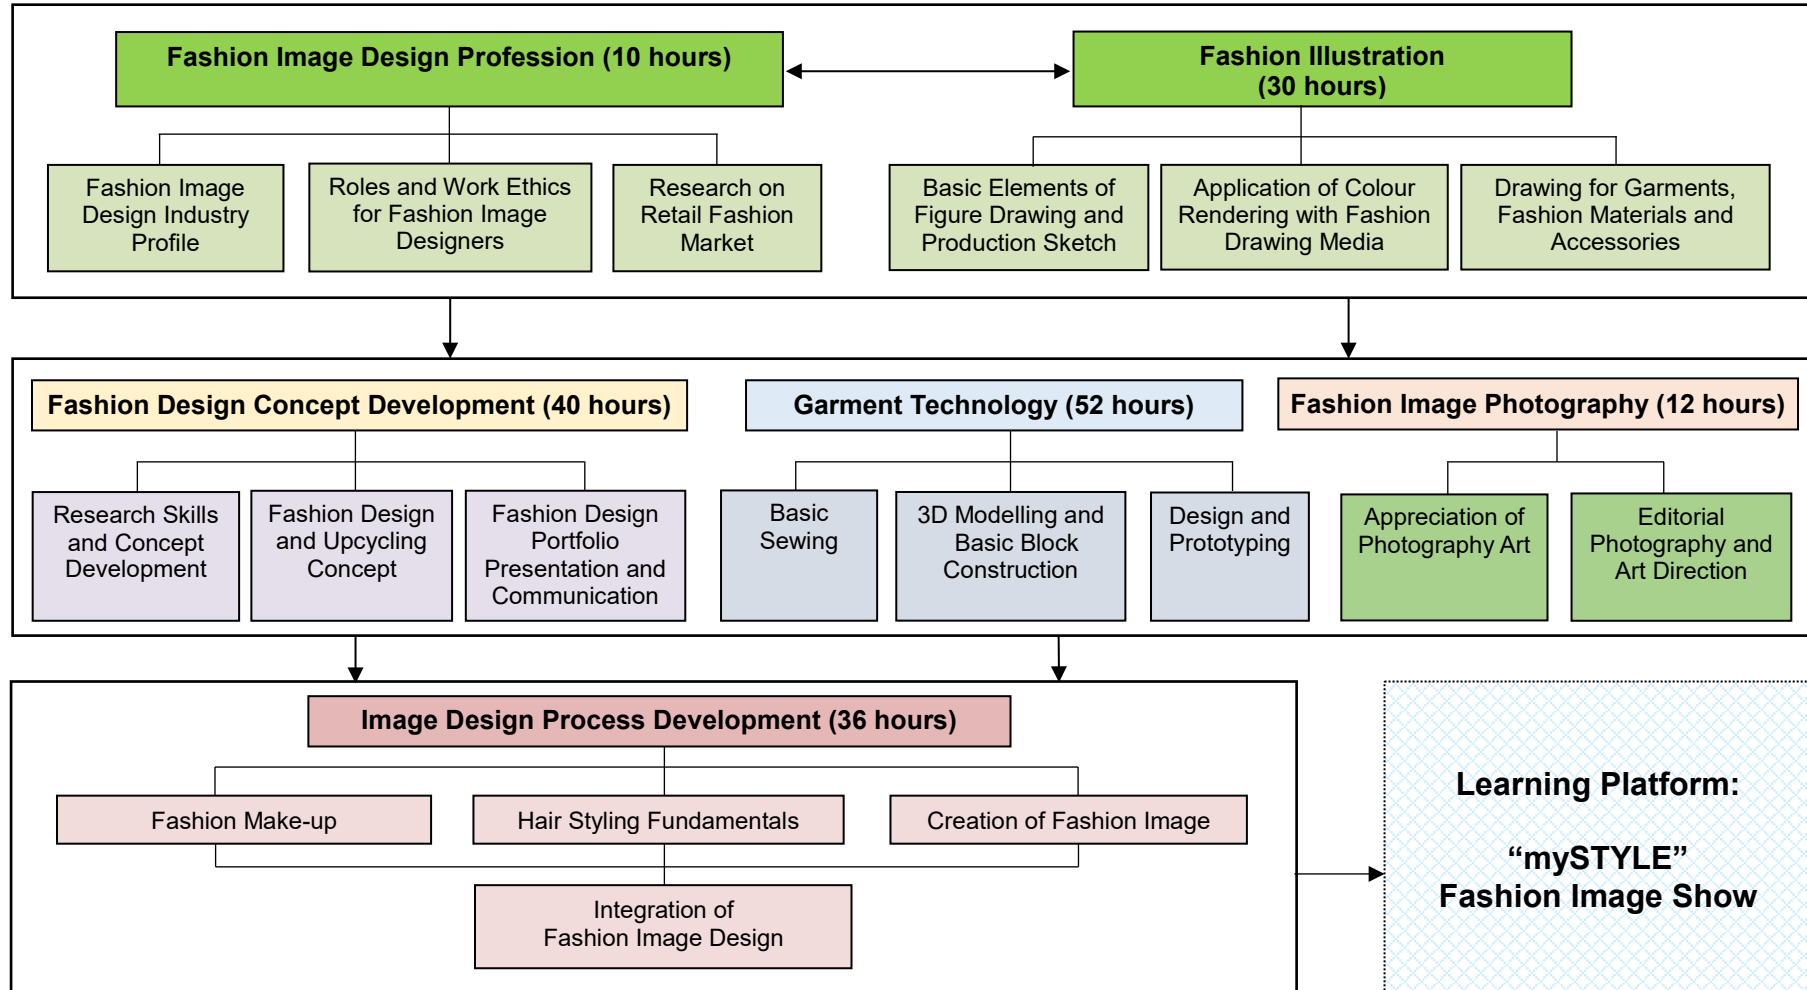 Fashion Image Design Profession (10 hours)
Fashion Illustration
(30 hours)
Fashion Image
Design Industry
Profile
Roles and Work Ethics
for Fashion Image
Designers
Research on
Retail Fashion
Market
Basic Elements of
Figure Drawing and
Production Sketch
Application of Colour
Rendering with Fashion
Drawing Media
Drawing for Garments,
Fashion Materials and
Accessories
Fashion Design Concept Development (40 hours)
Garment Technology (52 hours)
Fashion Image Photography (12 hours)
Research Skills
and Concept
Development
Fashion Design
and Upcycling
Concept
Fashion Design
Portfolio
Presentation and
Communication
Basic
Sewing
3D Modelling and
Basic Block
Construction
Design and
Prototyping
Appreciation of
Photography Art
Editorial
Photography and
Art Direction
Image Design Process Development (36 hours)
Fashion Make-up
Hair Styling Fundamentals
Creation of Fashion Image
Integration of
Fashion Image Design
Learning Platform:
“mySTYLE”
Fashion Image Show